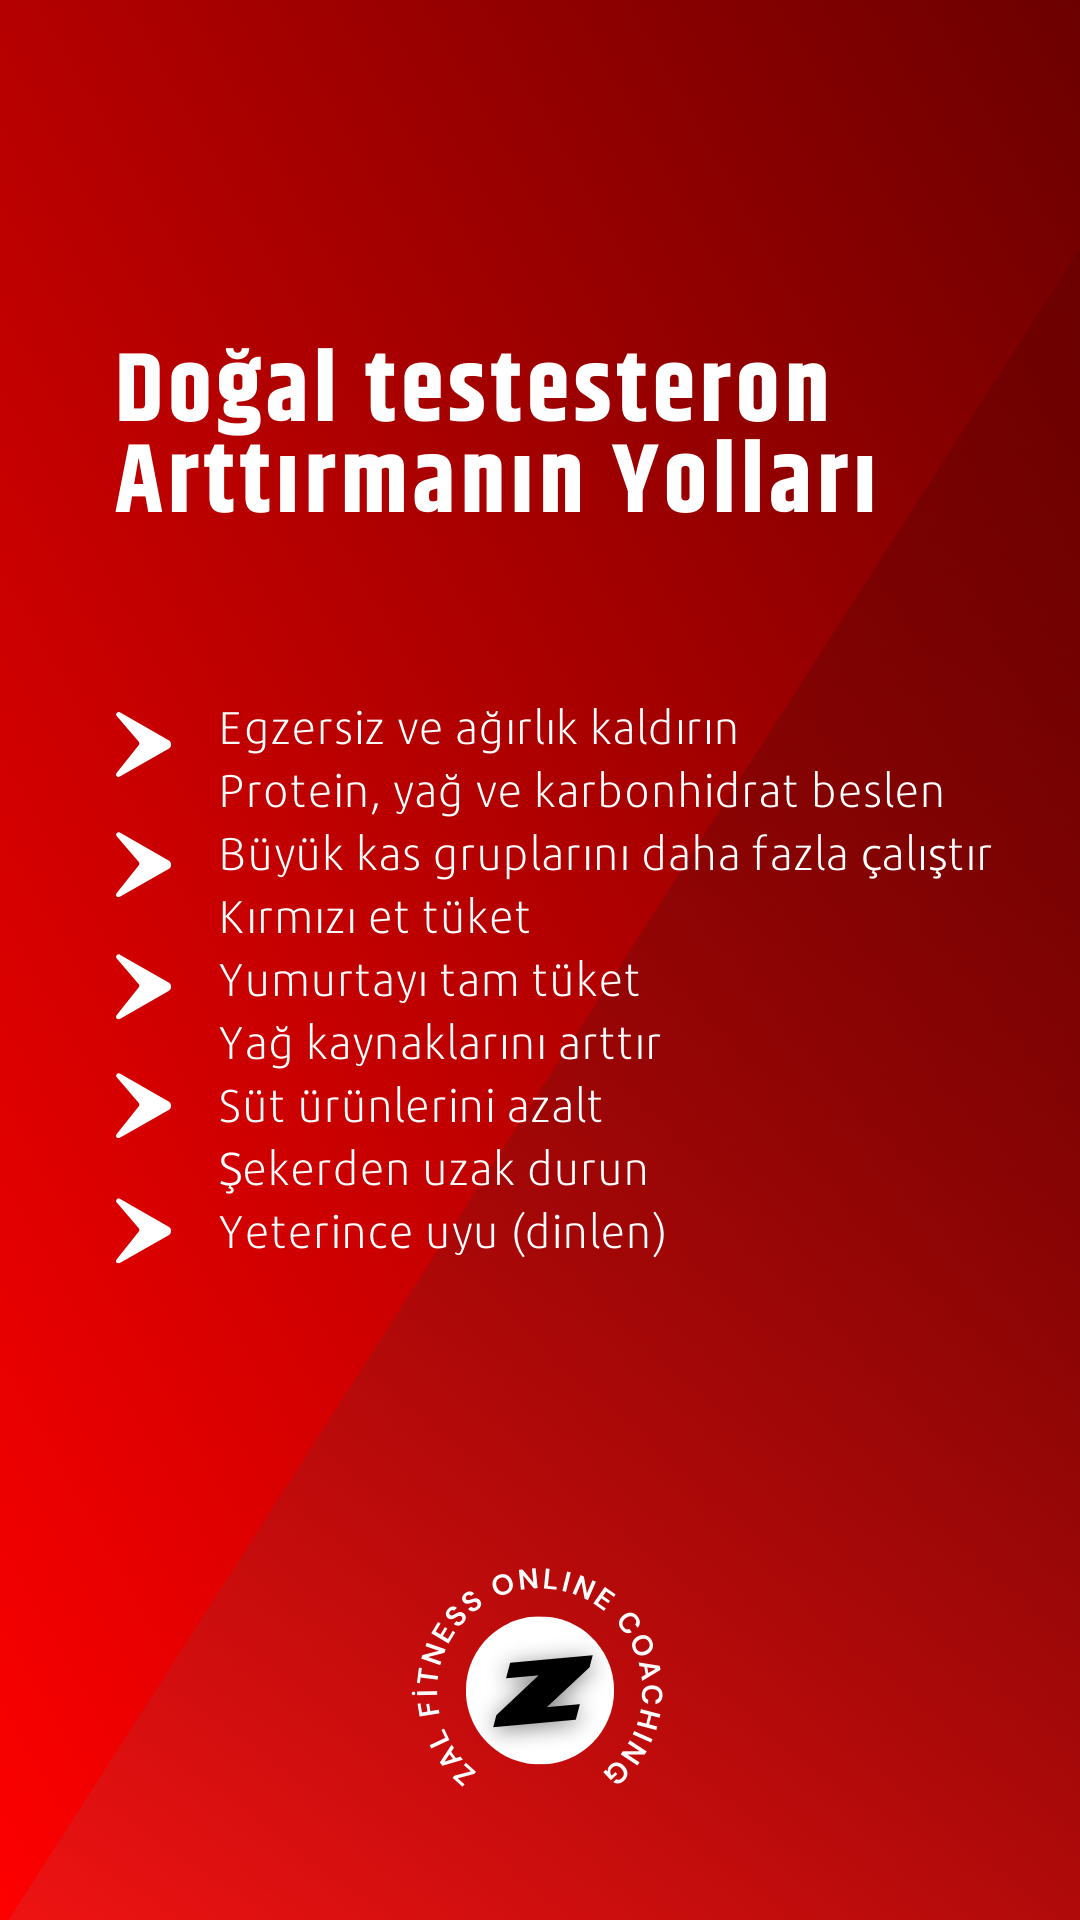 Doğal testesteron
Arttırmanın Yolları
Egzersiz ve ağırlık kaldırın
Protein, yağ ve karbonhidrat beslen
Büyük kas gruplarını daha fazla çalıştır
Kırmızı et tüket
Yumurtayı tam tüket
Yağ kaynaklarını arttır
Süt ürünlerini azalt
Şekerden uzak durun
Yeterince uyu (dinlen)
ZAL FİTNESS ONLINE COACHING
Z